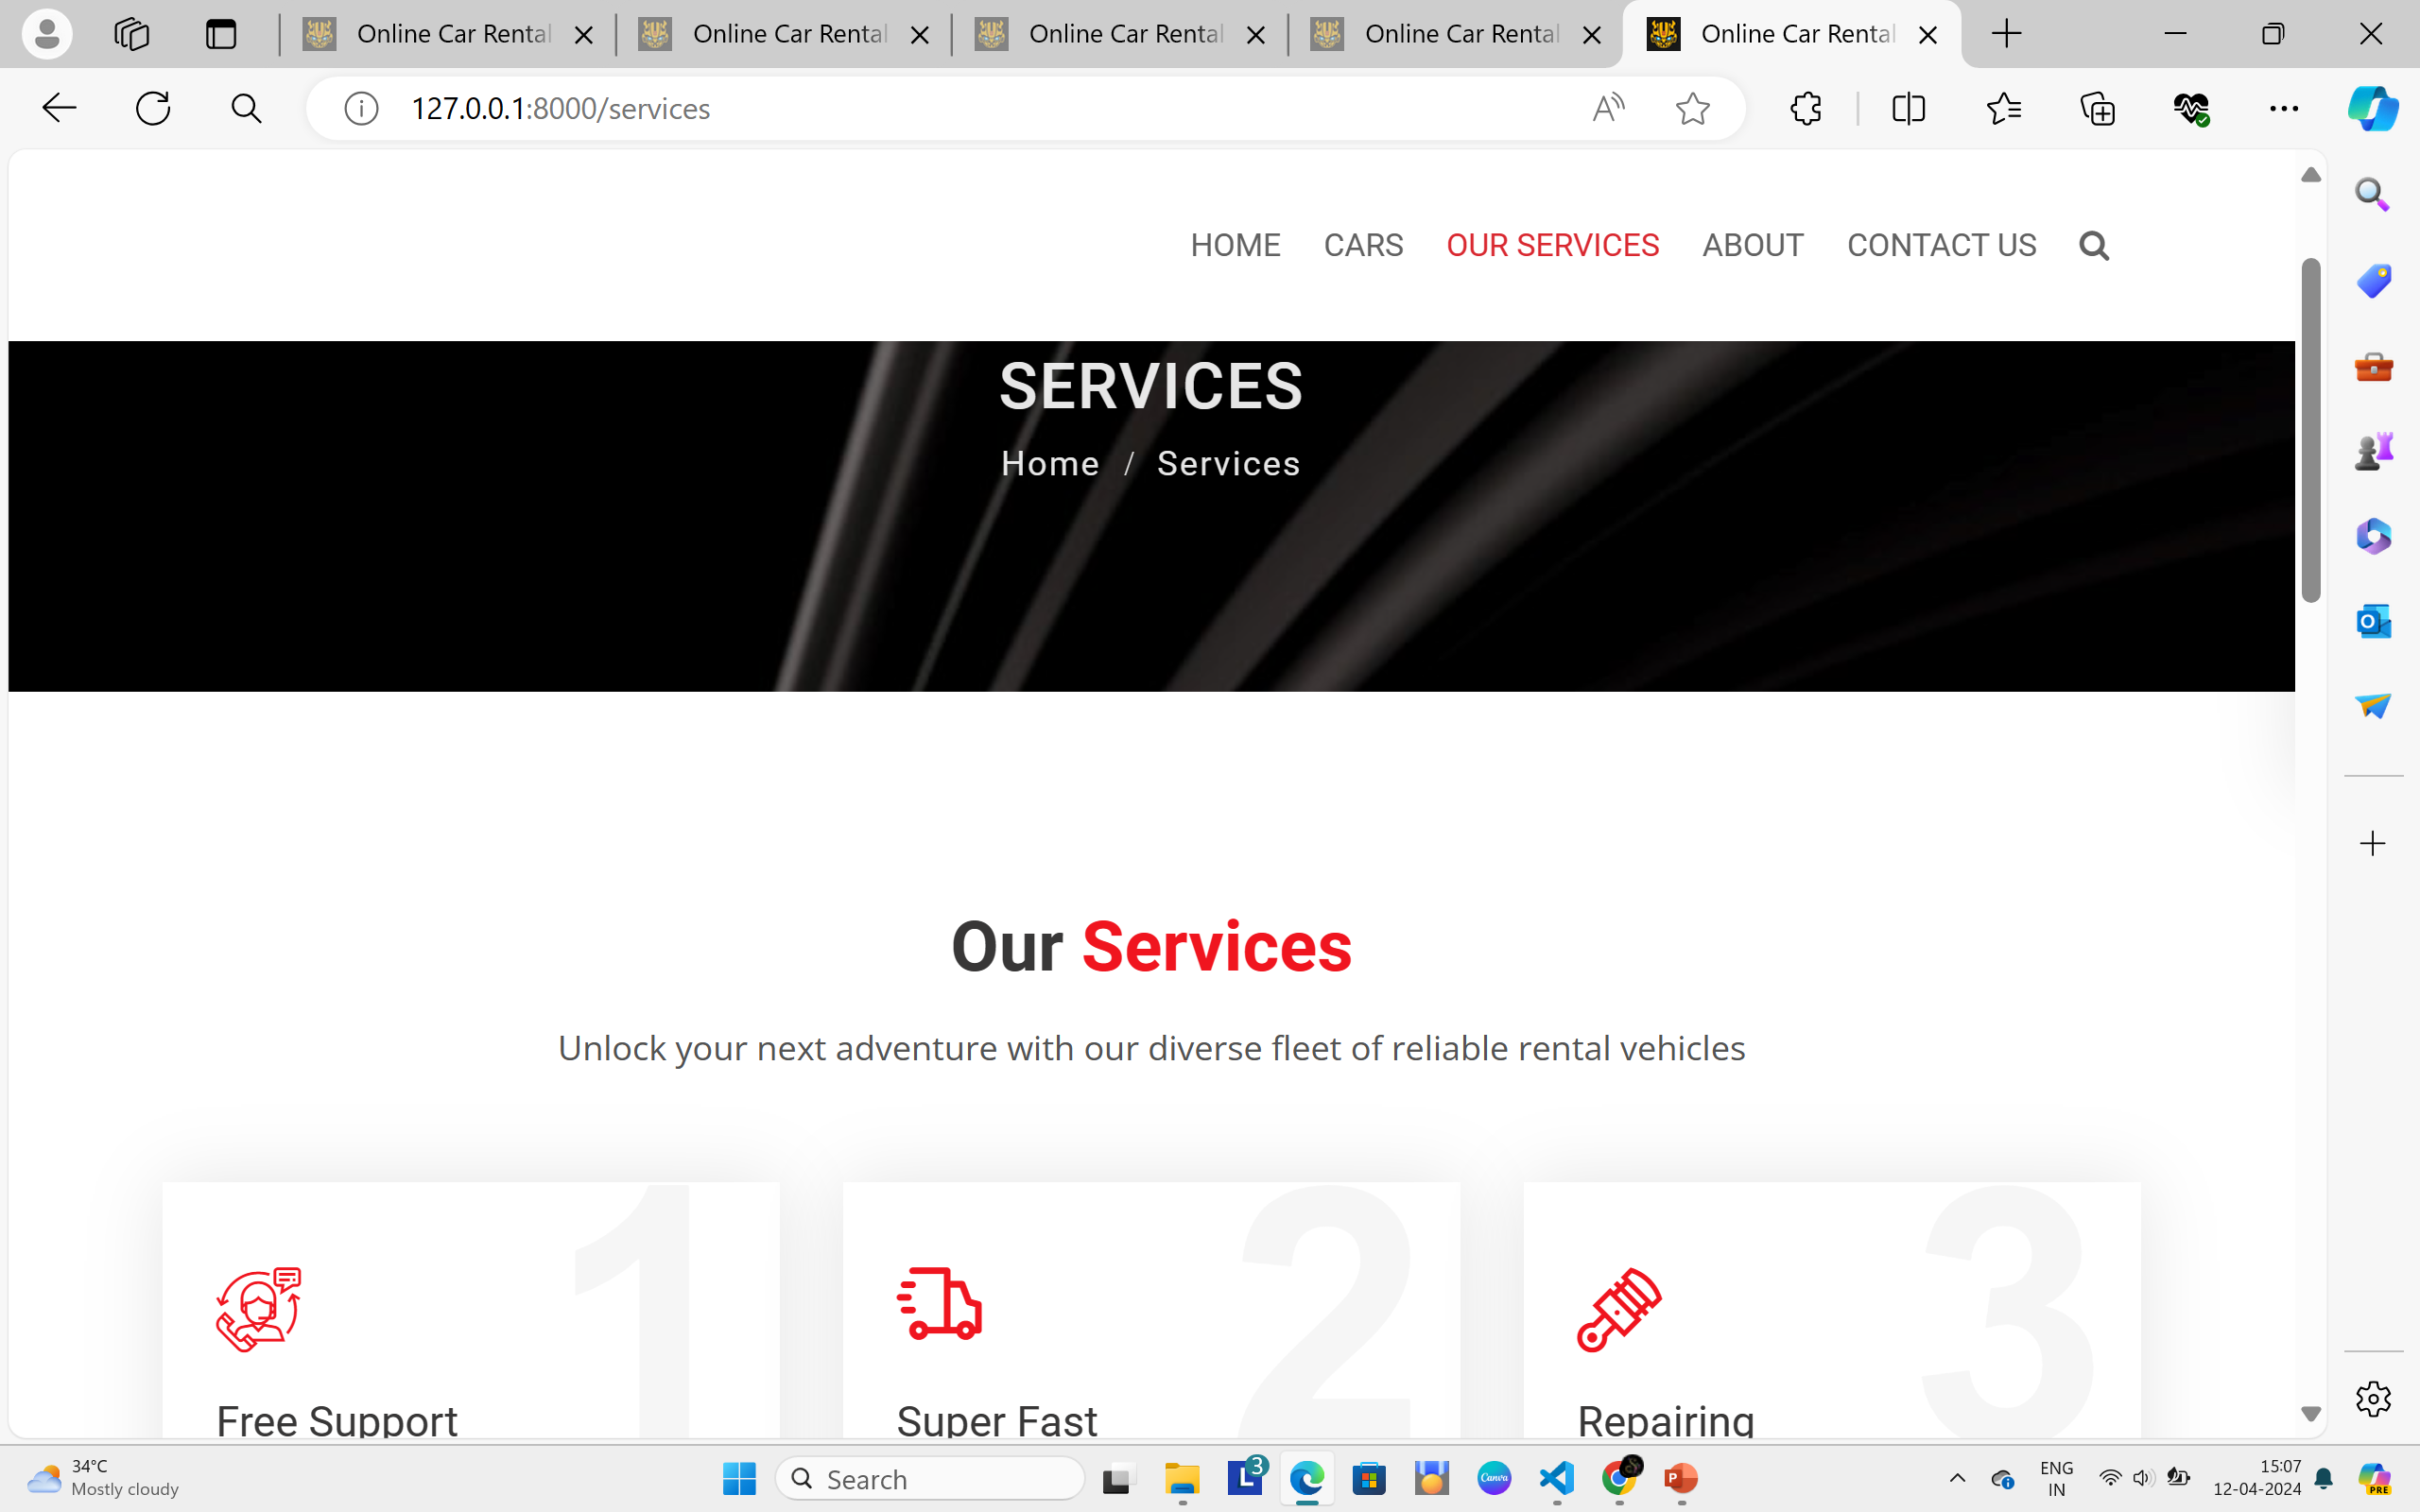 Online Car Rental
Online Car Rental
Online Car Rental
Online Car Rental
Online Car Rental
127.0.0.1:8000/services
HOME CARS OUR SERVICES ABOUT CONTACT US
SERVICES
Home / Services
Our Services
Unlock your next adventure with our diverse fleet of reliable rental vehicles
1 2 3
Free Support Super Fast Repairing
34°C
Mostly cloudy
Search
3
ENG
IN
15:07
12-04-2024
PRE